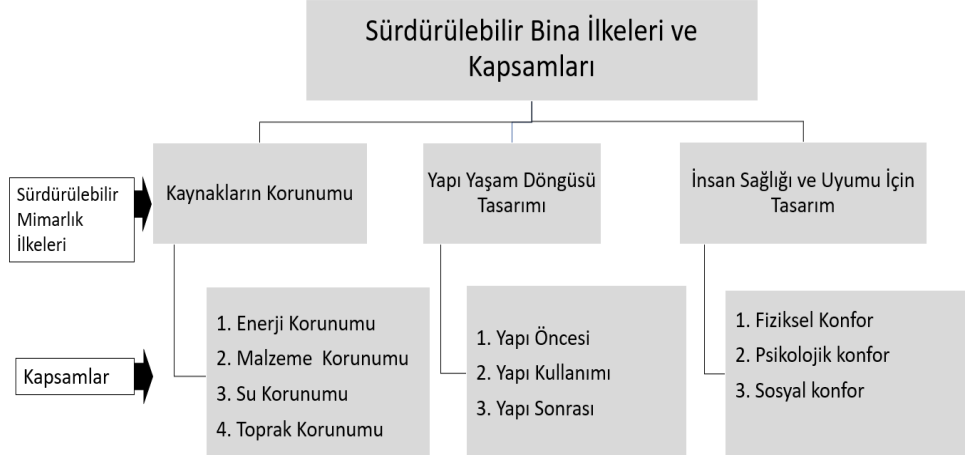 Sürdürülebilir Bina İlkeleri ve
Kapsamları
Sürdürülebilir
Mimarlık
İlkeleri
Kaynakların Korunumu
Yapı Yaşam Döngüsü
Tasarımı
İnsan Sağlığı ve Uyumu İçin
Tasarım
Kapsamlar
1. Enerji Korunumu
2. Malzeme Korunumu
3. Su Korunumu
4. Toprak Korunumu
1. Yapı Öncesi
2. Yapı Kullanımı
3. Yapı Sonrası
1. Fiziksel Konfor
2. Psikolojik konfor
3. Sosyal konfor